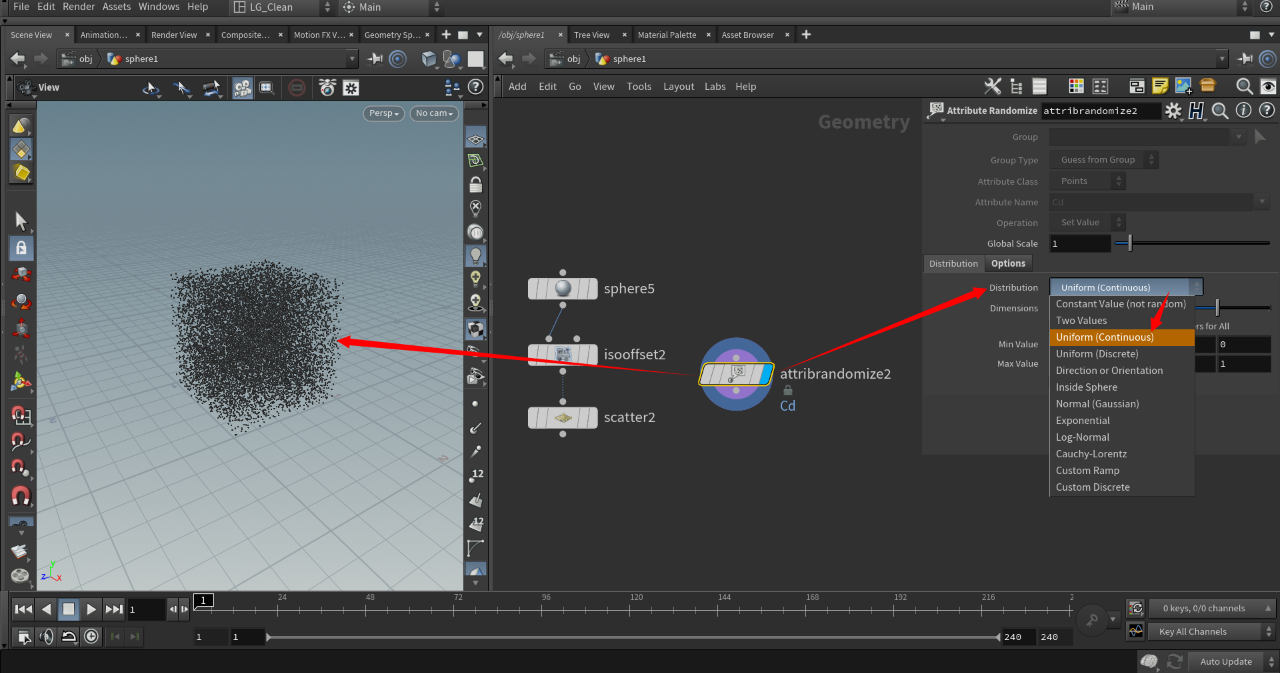 File Edit Render Assets Windows Help LG_Clean Main Main
Scene View Animation... Render View Composite... Motion FX V... Geometry Sp...
/obj/sphere1 Tree View Material Palette Asset Browser
obj sphere1
obj sphere1
View
Add Edit Go View Tools Layout Labs Help
Persp No cam
Geometry
Attribute Randomize attribrandomize2
Group
Group Type Guess from Group
Attribute Class Points
Attribute Name Cd
Operation Set Value
Global Scale 1
Distribution Options
Distribution Uniform (Continuous)
Dimensions
Min Value 0
Max Value 1
rs for All
Constant Value (not random)
Two Values
Uniform (Continuous)
Uniform (Discrete)
Direction or Orientation
Inside Sphere
Normal (Gaussian)
Exponential
Log-Normal
Cauchy-Lorentz
Custom Ramp
Custom Discrete
sphere5
isooffset2
scatter2
attribrandomize2
Cd
12
12
y
z x
1 1 24 48 72 96 120 144 168 192 216 2
1 1 240 240
0 keys, 0/0 channels
Key All Channels
Auto Update